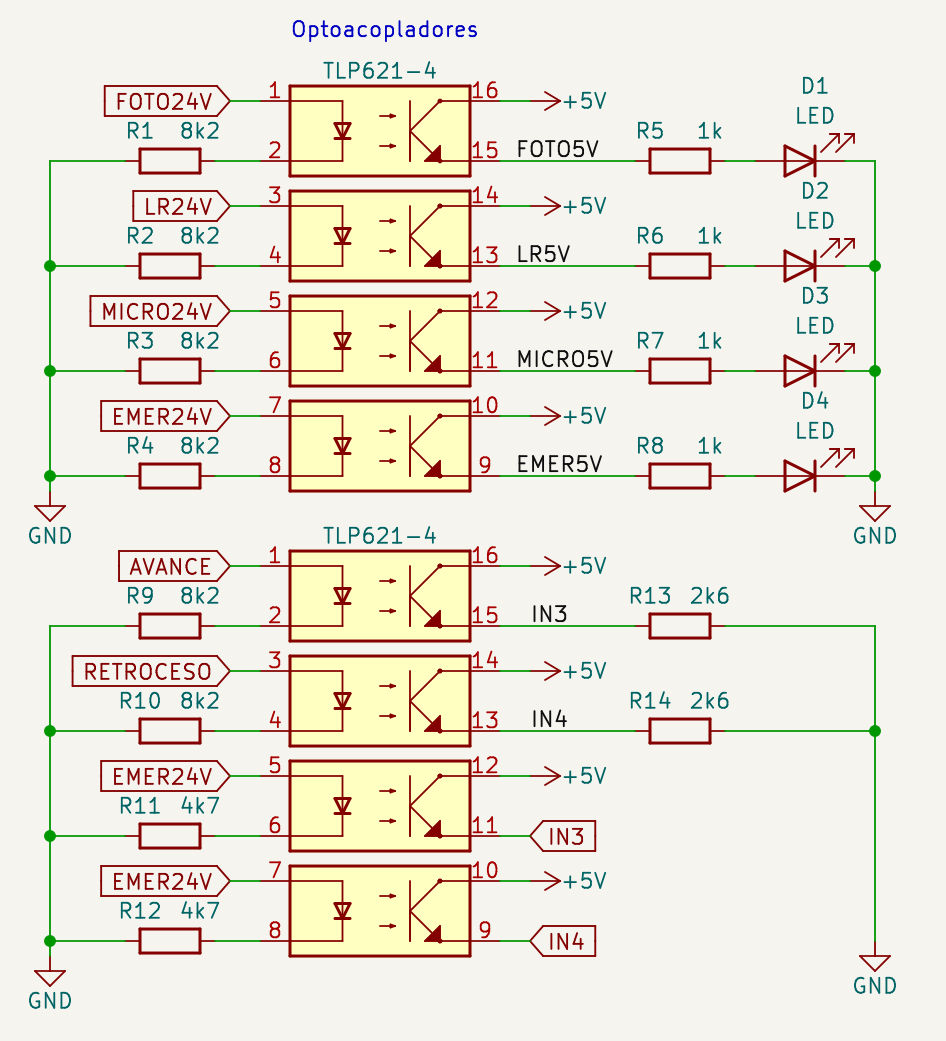 Optoacopladores
TLP621-4
FOTO24V
1
16
+5V
D1
LED
R1 8k2
2
15
FOTO5V
R5 1k
LR24V
3
14
+5V
D2
LED
R2 8k2
4
13
LR5V
R6 1k
MICRO24V
5
12
+5V
D3
LED
R3 8k2
6
11
MICRO5V
R7 1k
EMER24V
7
10
+5V
D4
LED
R4 8k2
8
9
EMER5V
R8 1k
GND
GND
TLP621-4
AVANCE
1
16
+5V
R9 8k2
2
15
IN3
R13 2k6
RETROCESO
3
14
+5V
R10 8k2
4
13
IN4
R14 2k6
EMER24V
5
12
+5V
R11 4k7
6
11
IN3
EMER24V
7
10
+5V
R12 4k7
8
9
IN4
GND
GND